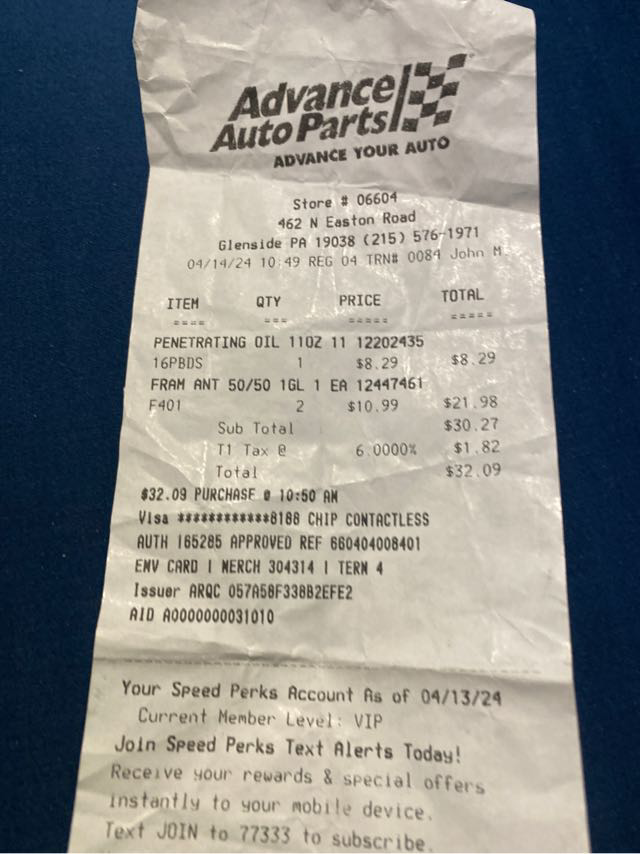 Advance Auto Parts
ADVANCE YOUR AUTO
Store # 06604
462 N Easton Road
Glenside PA 19038 (215) 576-1971
04/14/24 10:49 REG 04 TRN# 0084 John M
ITEM QTY PRICE TOTAL
==== === ===== =====
PENETRATING OIL 11OZ 11 12202435
16PBDS 1 $8.29 $8.29
FRAM ANT 50/50 1GL 1 EA 12447461
F401 2 $10.99 $21.98
Sub Total $30.27
T1 Tax @ 6.0000% $1.82
Total $32.09
$32.09 PURCHASE @ 10:50 AM
Visa ************8188 CHIP CONTACTLESS
AUTH 165285 APPROVED REF 660404008401
EMV CARD | MERCH 304314 | TERM 4
Issuer ARQC 057A58F338B2EFE2
AID A0000000031010
Your Speed Perks Account As of 04/13/24
Current Member Level: VIP
Join Speed Perks Text Alerts Today!
Receive your rewards & special offers
instantly to your mobile device.
Text JOIN to 77333 to subscribe.